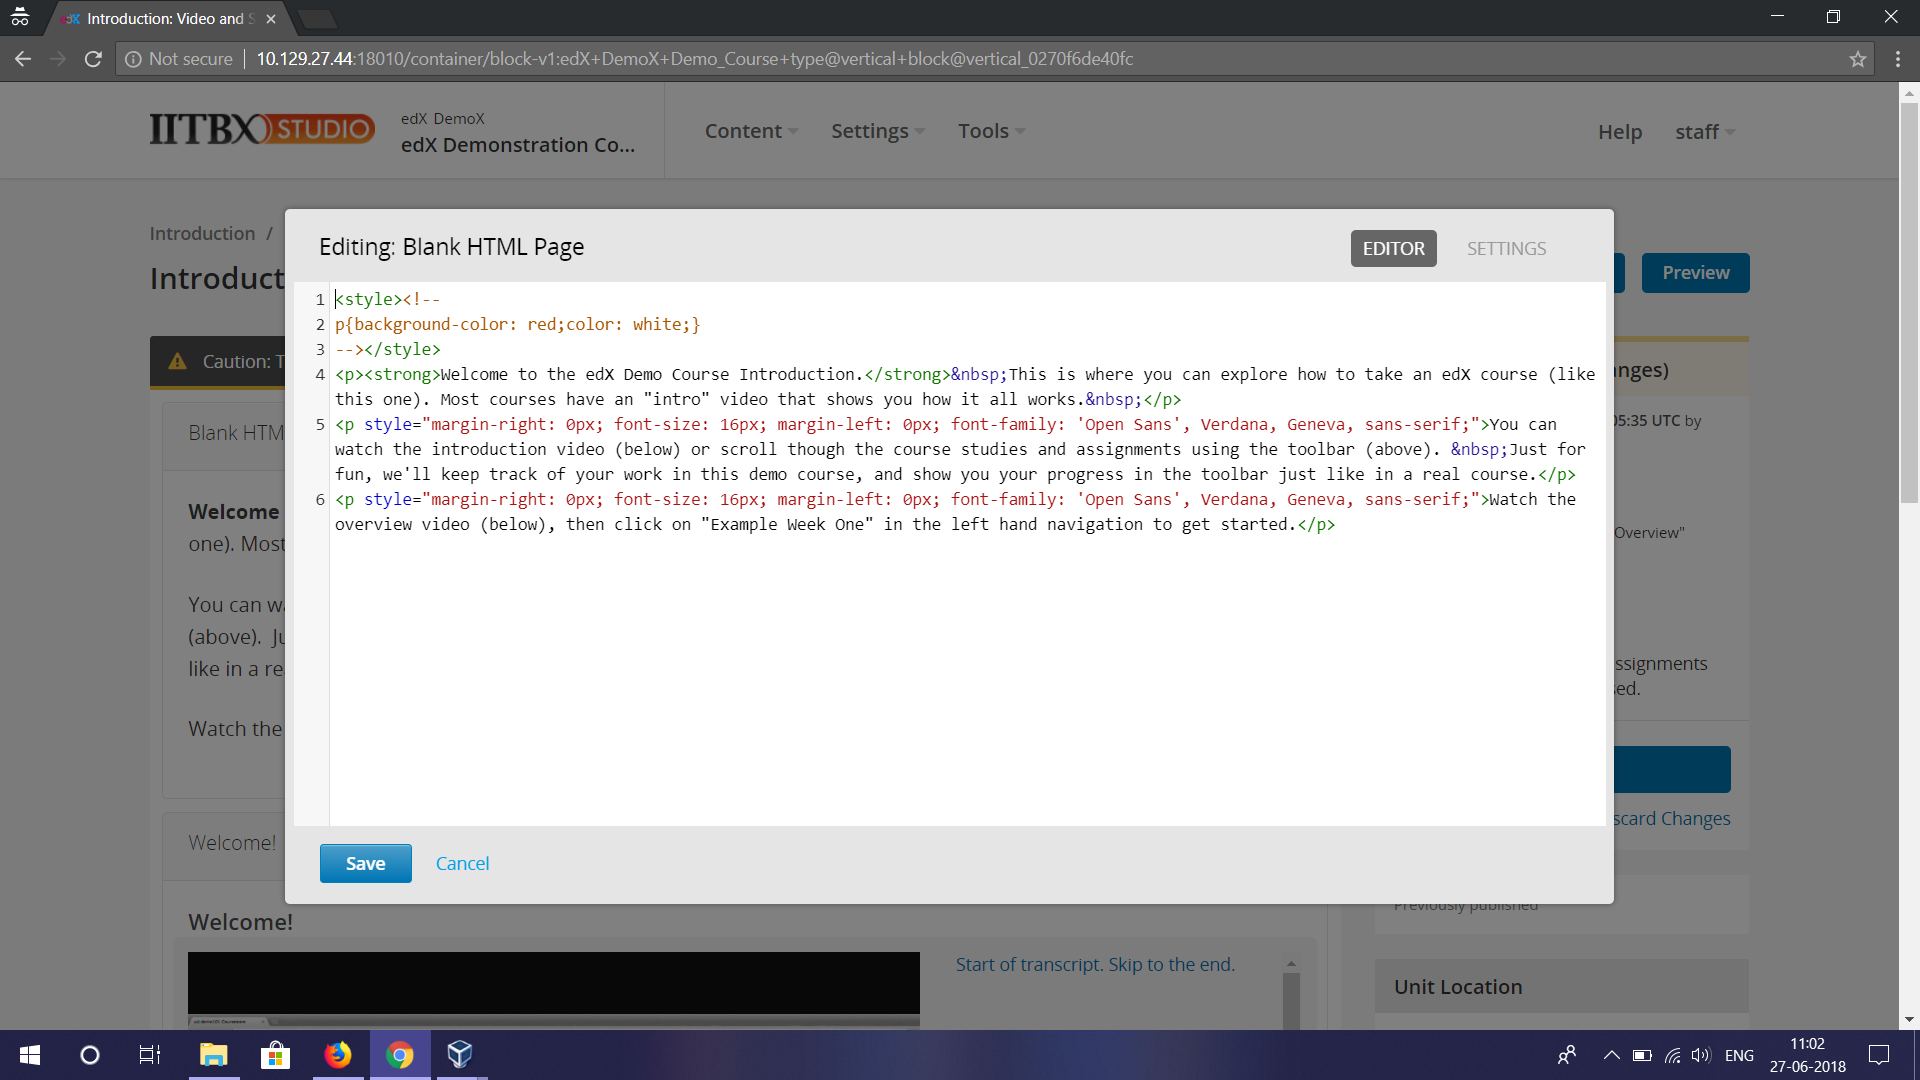 Introduction: Video and S
Not secure
10.129.27.44:18010/container/block-v1:edX+DemoX+Demo_Course+type@vertical+block@vertical_0270f6de40fc
IITBX STUDIO
edX DemoX
edX Demonstration Co...
Content
Settings
Tools
Help
staff
Introduction /
Introduct
Preview
Editing: Blank HTML Page
EDITOR
SETTINGS
1 <style><!--
2 p{background-color: red;color: white;}
3 --></style>
4 <p><strong>Welcome to the edX Demo Course Introduction.</strong>&nbsp;This is where you can explore how to take an edX course (like
this one). Most courses have an "intro" video that shows you how it all works.&nbsp;</p>
5 <p style="margin-right: 0px; font-size: 16px; margin-left: 0px; font-family: 'Open Sans', Verdana, Geneva, sans-serif;">You can
watch the introduction video (below) or scroll though the course studies and assignments using the toolbar (above). &nbsp;Just for
fun, we'll keep track of your work in this demo course, and show you your progress in the toolbar just like in a real course.</p>
6 <p style="margin-right: 0px; font-size: 16px; margin-left: 0px; font-family: 'Open Sans', Verdana, Geneva, sans-serif;">Watch the
overview video (below), then click on "Example Week One" in the left hand navigation to get started.</p>
Save
Cancel
Caution: T
Blank HTM
Welcome
one). Most
You can wa
(above). Ju
like in a re
Watch the
Welcome!
Welcome!
Start of transcript. Skip to the end.
nges)
05:35 UTC by
Overview"
ssignments
ed.
scard Changes
Previously published
Unit Location
ENG
11:02
27-06-2018